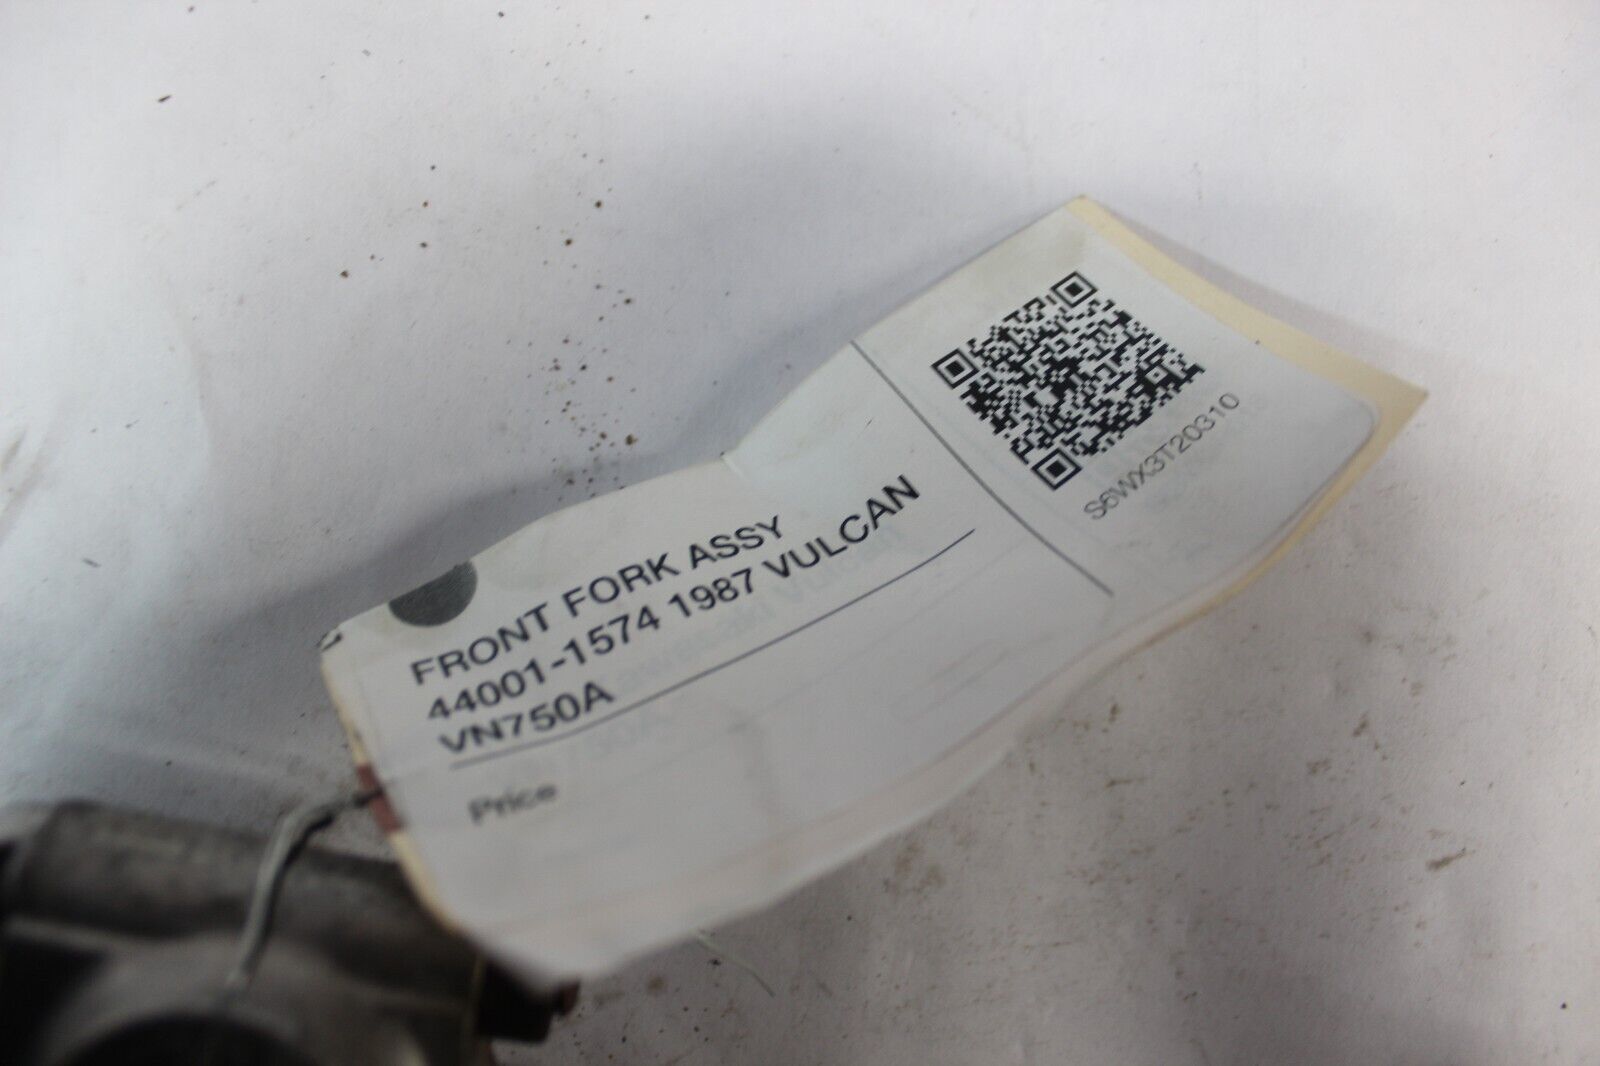 FRONT FORK ASSY
44001-1574 1987 VULCAN
VN750A
Price
S6WX3T20310